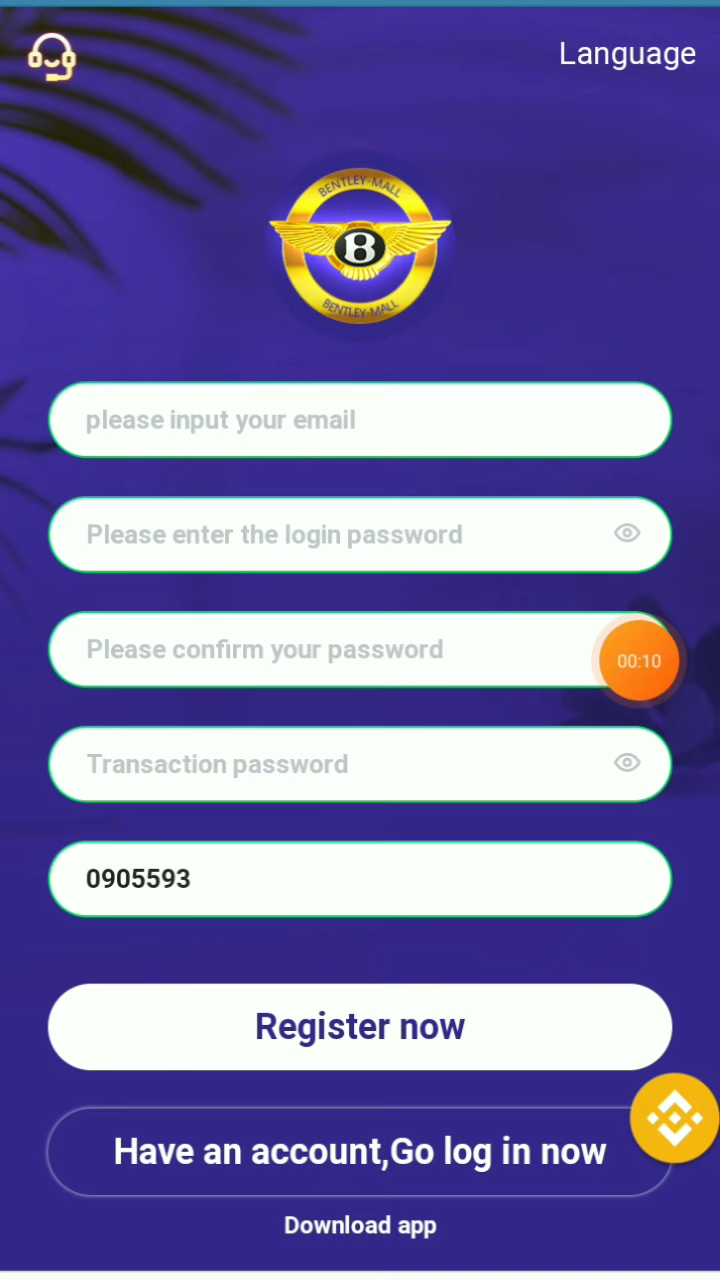 Language
BENTLEY-MALL
B
BENTLEY-MALL
please input your email
Please enter the login password
Please confirm your password
00:10
Transaction password
0905593
Register now
Have an account,Go log in now
Download app